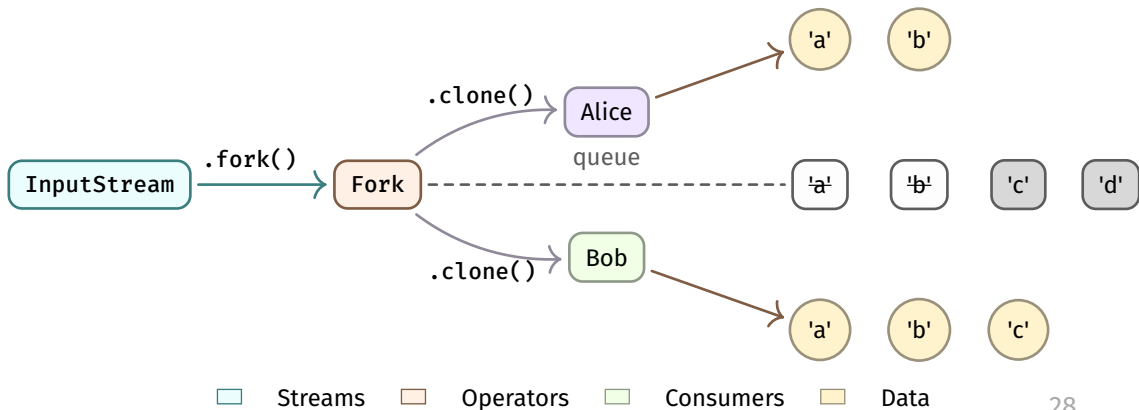 'a' 'b'
.clone()
Alice
queue
.fork()
InputStream
Fork
'a' 'b' 'c' 'd'
Bob
.clone()
'a' 'b' 'c'
Streams Operators Consumers Data
28